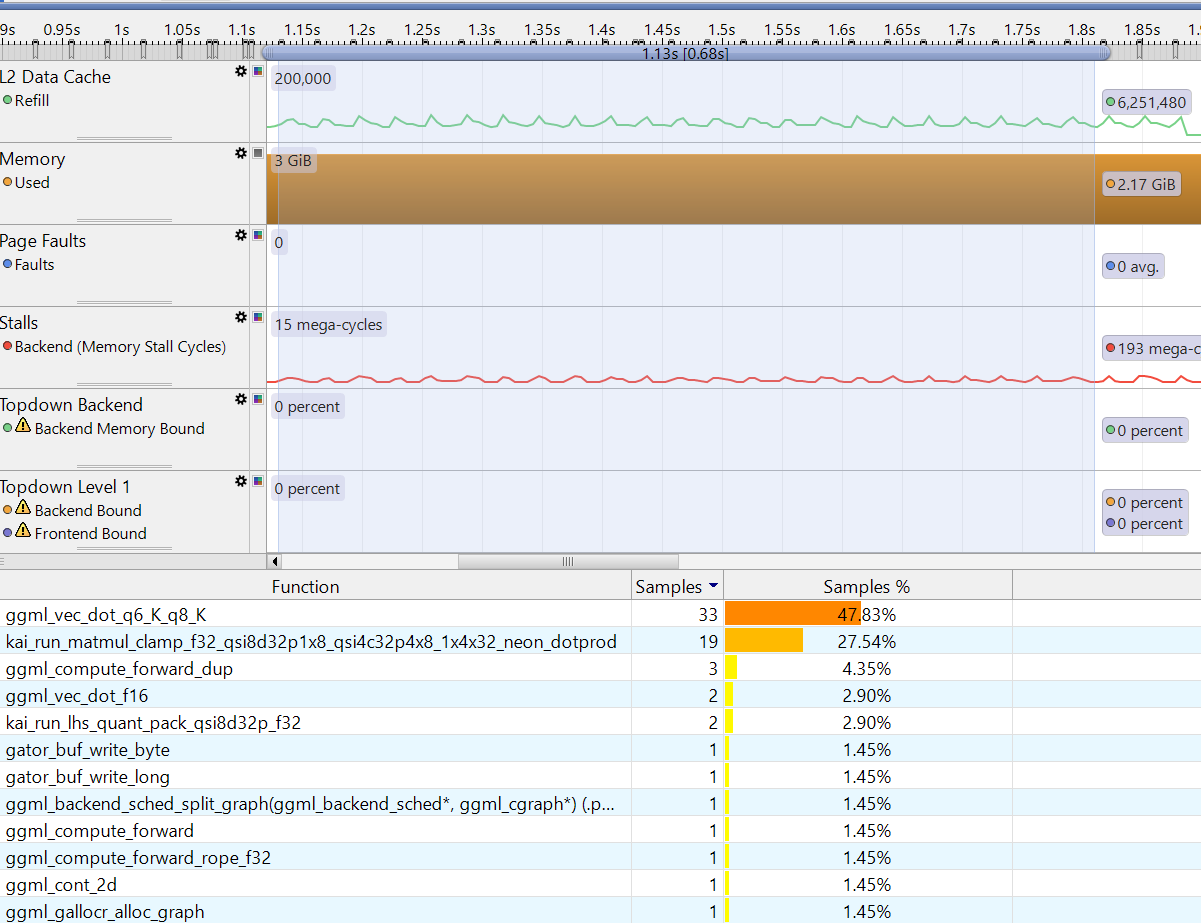 9s 0.95s 1s 1.05s 1.1s 1.15s 1.2s 1.25s 1.3s 1.35s 1.4s 1.45s 1.5s 1.55s 1.6s 1.65s 1.7s 1.75s 1.8s 1.85s 1.
1.13s [0.68s]
L2 Data Cache
200,000
Refill
6,251,480
Memory
3 GiB
Used
2.17 GiB
Page Faults
0
Faults
0 avg.
Stalls
15 mega-cycles
Backend (Memory Stall Cycles)
193 mega-c
Topdown Backend
0 percent
Backend Memory Bound
0 percent
Topdown Level 1
0 percent
Backend Bound
0 percent
Frontend Bound
0 percent
Function Samples Samples %
ggml_vec_dot_q6_K_q8_K 33 47.83%
kai_run_matmul_clamp_f32_qsi8d32p1x8_qsi4c32p4x8_1x4x32_neon_dotprod 19 27.54%
ggml_compute_forward_dup 3 4.35%
ggml_vec_dot_f16 2 2.90%
kai_run_lhs_quant_pack_qsi8d32p_f32 2 2.90%
gator_buf_write_byte 1 1.45%
gator_buf_write_long 1 1.45%
ggml_backend_sched_split_graph(ggml_backend_sched*, ggml_cgraph*) (.p... 1 1.45%
ggml_compute_forward 1 1.45%
ggml_compute_forward_rope_f32 1 1.45%
ggml_cont_2d 1 1.45%
ggml_gallocr_alloc_graph 1 1.45%